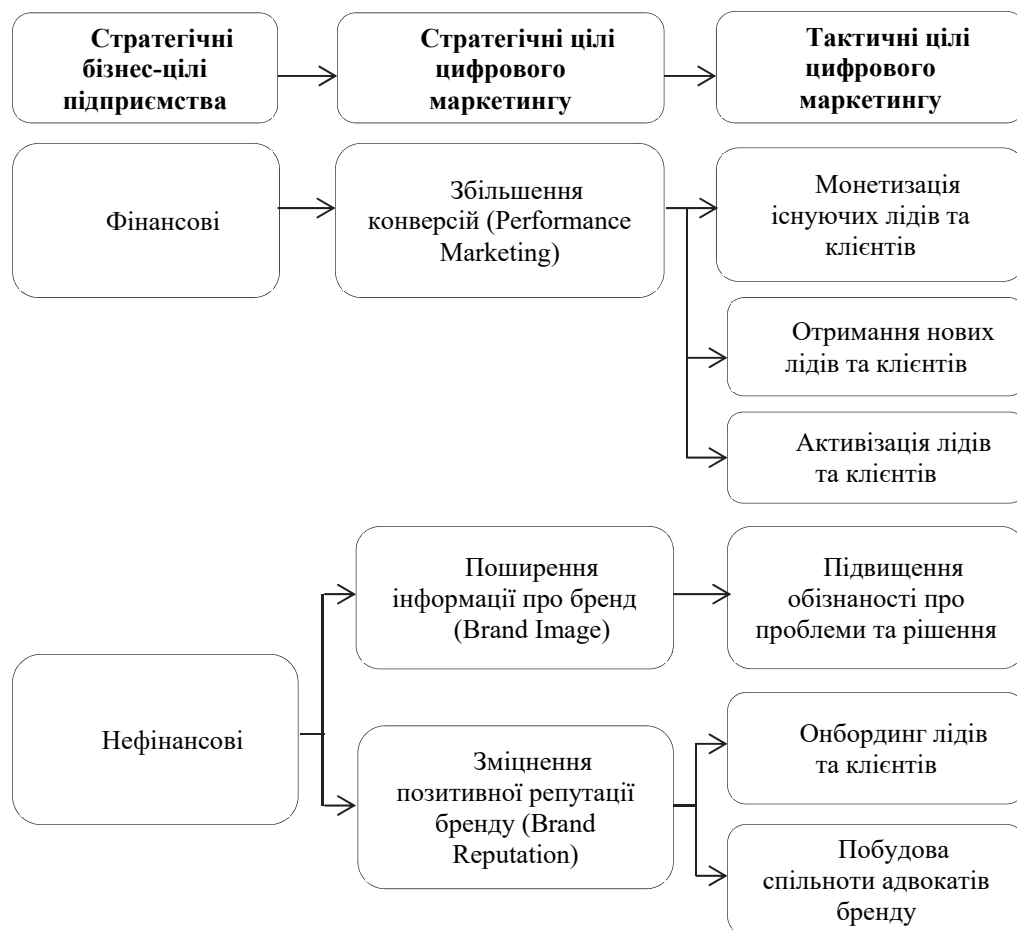 Стратегічні
бізнес-цілі
підприємства
Стратегічні цілі
цифрового
маркетингу
Тактичні цілі
цифрового
маркетингу
Фінансові
Збільшення
конверсій (Performance
Marketing)
Монетизація
існуючих лідів та
клієнтів
Отримання нових
лідів та клієнтів
Активізація лідів
та клієнтів
Нефінансові
Поширення
інформації про бренд
(Brand Image)
Підвищення
обізнаності про
проблеми та рішення
Зміцнення
позитивної репутації
бренду (Brand
Reputation)
Онбординг лідів
та клієнтів
Побудова
спільноти адвокатів
бренду